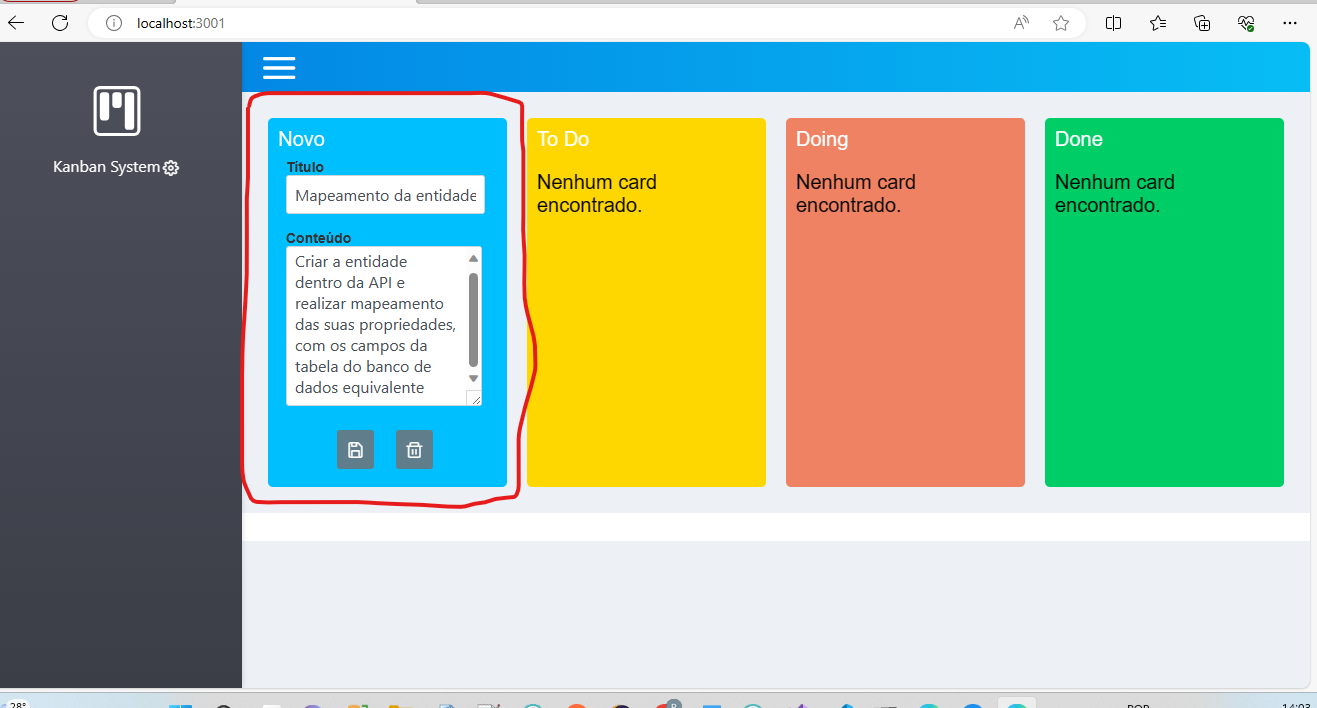 localhost:3001
Kanban System
Novo
Título
Mapeamento da entidade
Conteúdo
Criar a entidade
dentro da API e
realizar mapeamento
das suas propriedades,
com os campos da
tabela do banco de
dados equivalente
To Do
Nenhum card
encontrado.
Doing
Nenhum card
encontrado.
Done
Nenhum card
encontrado.
28°
POR
14:03